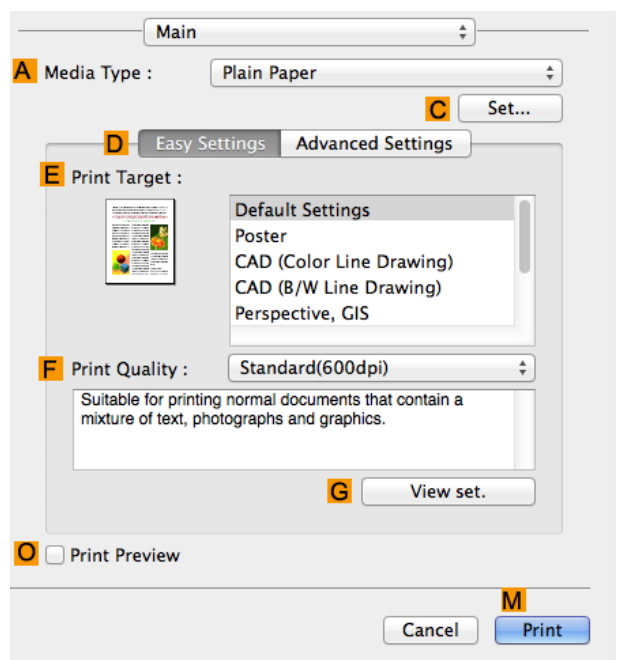 Main
A Media Type : Plain Paper
C Set...
D Easy Settings Advanced Settings
E Print Target :
Default Settings
Poster
CAD (Color Line Drawing)
CAD (B/W Line Drawing)
Perspective, GIS
F Print Quality : Standard(600dpi)
Suitable for printing normal documents that contain a
mixture of text, photographs and graphics.
G View set.
O Print Preview
M
Cancel Print